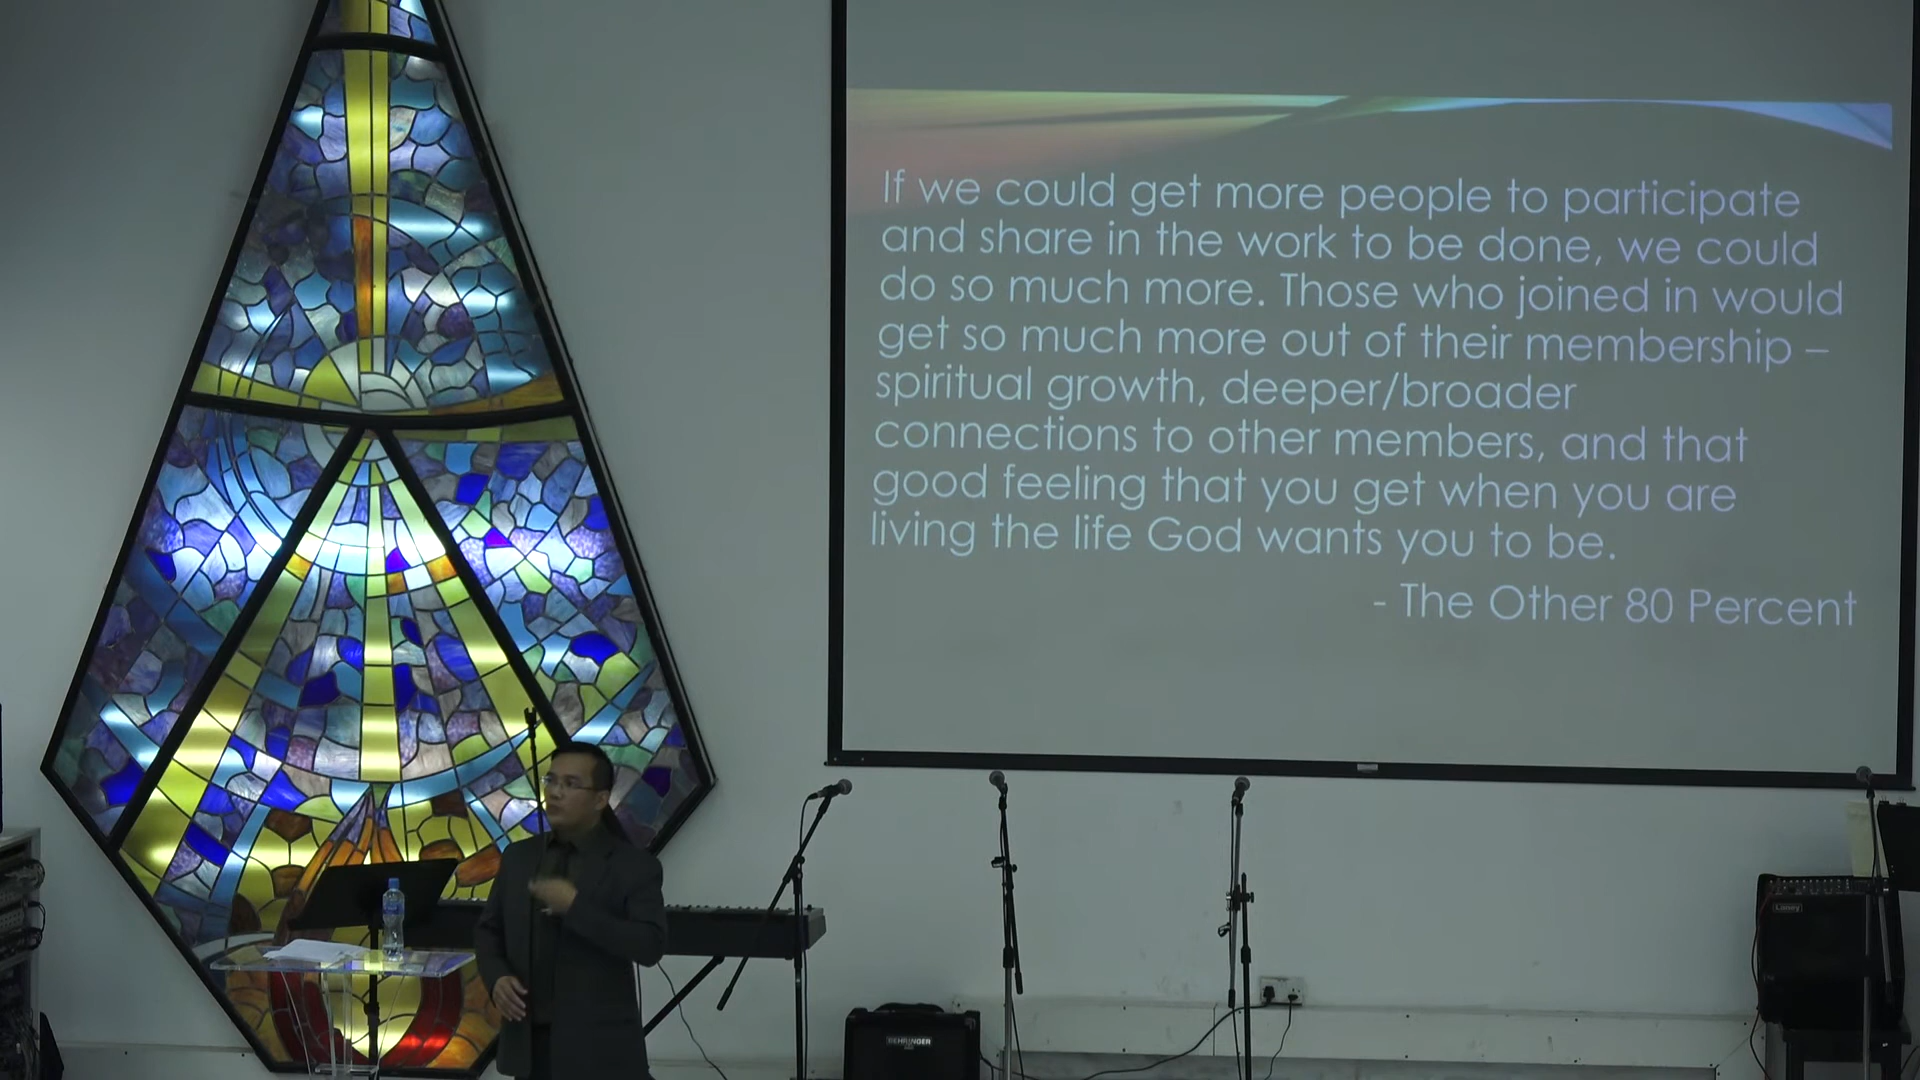 If we could get more people to participate
and share in the work to be done, we could
do so much more. Those who joined in would
get so much more out of their membership –
spiritual growth, deeper/broader
connections to other members, and that
good feeling that you get when you are
living the life God wants you to be.
- The Other 80 Percent
Laney
BEHRINGER